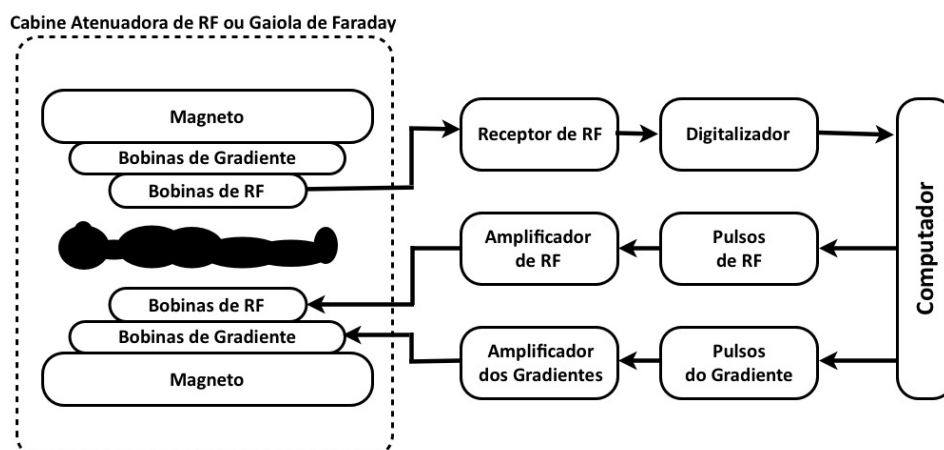 Cabine Atenuadora de RF ou Gaiola de Faraday
Magneto
Bobinas de Gradiente
Bobinas de RF
Receptor de RF
Digitalizador
Computador
Amplificador
de RF
Pulsos
de RF
Bobinas de RF
Bobinas de Gradiente
Magneto
Amplificador
dos Gradientes
Pulsos
do Gradiente